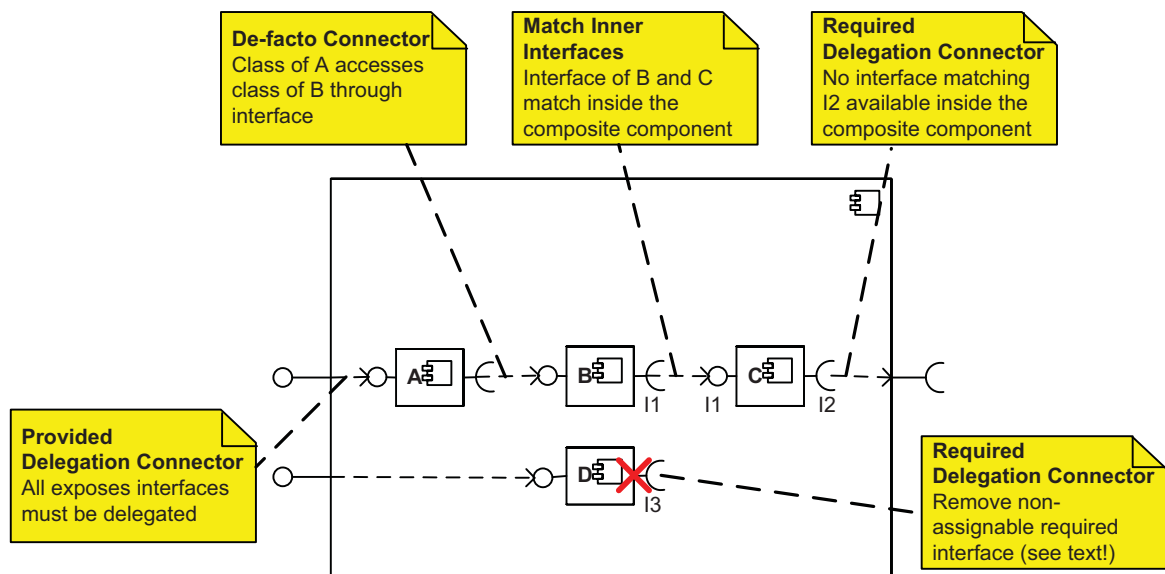 De-facto Connector
Class of A accesses
class of B through
interface
Match Inner
Interfaces
Interface of B and C
match inside the
composite component
Required
Delegation Connector
No interface matching
I2 available inside the
composite component
A
B
C
I1
I1
I2
Provided
Delegation Connector
All exposes interfaces
must be delegated
D
I3
Required
Delegation Connector
Remove non-
assignable required
interface (see text!)